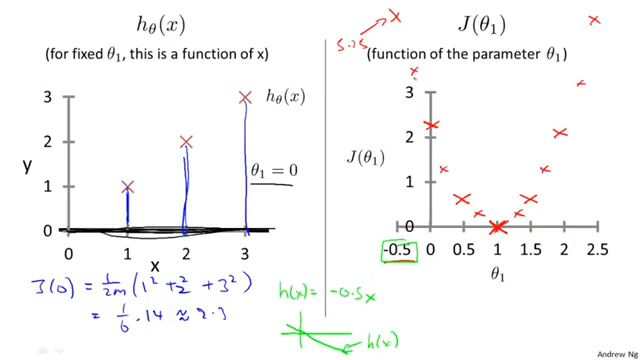 h_θ(x)
(for fixed θ₁, this is a function of x)
3
2
1
0
y
0 1 2 3
x
h_θ(x)
θ₁ = 0
J(0) = 1/2m (1² + 2² + 3²)
= 1/6 · 14 ≈ 2.3
5.25
J(θ₁)
(function of the parameter θ₁)
3
2
1
0
J(θ₁)
-0.5 0 0.5 1 1.5 2 2.5
θ₁
h(x) = -0.5x
h(x)
Andrew Ng